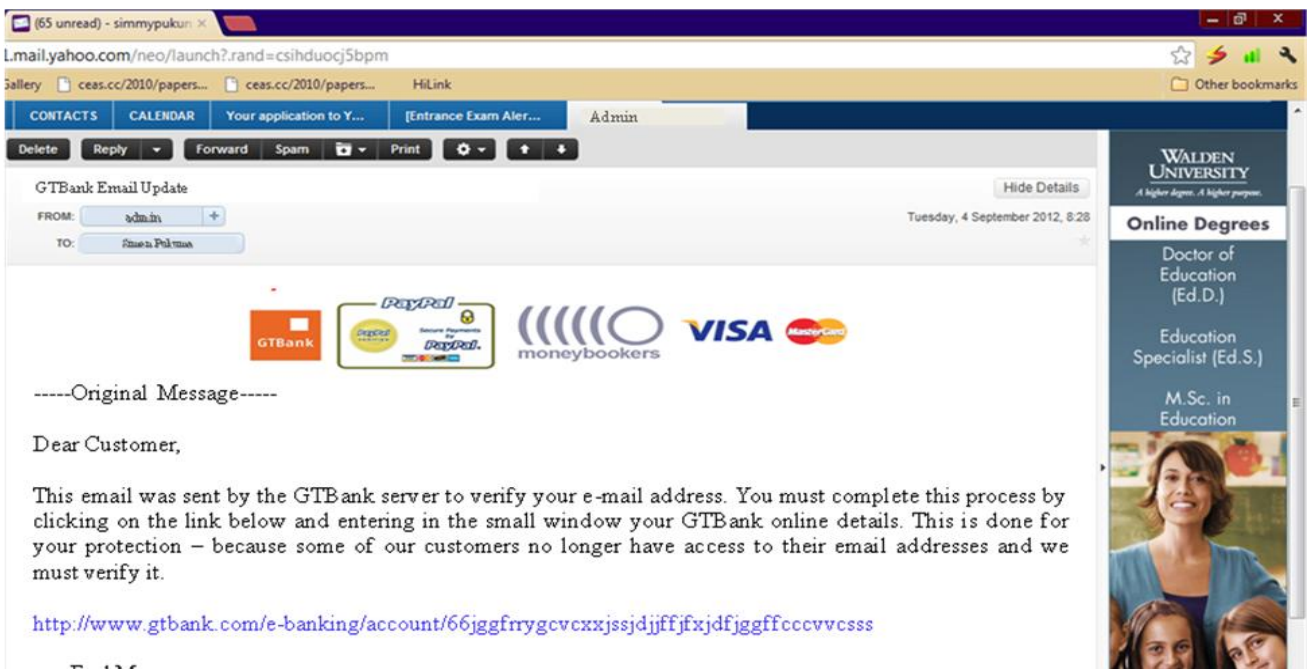 (65 unread) - simmypukun
.mail.yahoo.com/neo/launch?.rand=csihduocj5bpm
Gallery ceas.cc/2010/papers... ceas.cc/2010/papers... HiLink Other bookmarks
CONTACTS CALENDAR Your application to Y... [Entrance Exam Aler... Admin
Delete Reply Forward Spam Print
GTBank Email Update Hide Details
FROM: admin + Tuesday, 4 September 2012, 8:28
TO:
GTBank PayPal Secure Payments by PayPal. moneybookers VISA MasterCard
-----Original Message-----
Dear Customer,
This email was sent by the GTBank server to verify your e-mail address. You must complete this process by
clicking on the link below and entering in the small window your GTBank online details. This is done for
your protection – because some of our customers no longer have access to their email addresses and we
must verify it.
http://www.gtbank.com/e-banking/account/66jggfrrygcvcxxjssjdjjffjfxjdfjggffcccvvcsss
WALDEN
UNIVERSITY
A higher degree. A higher purpose.
Online Degrees
Doctor of
Education
(Ed.D.)
Education
Specialist (Ed.S.)
M.Sc. in
Education